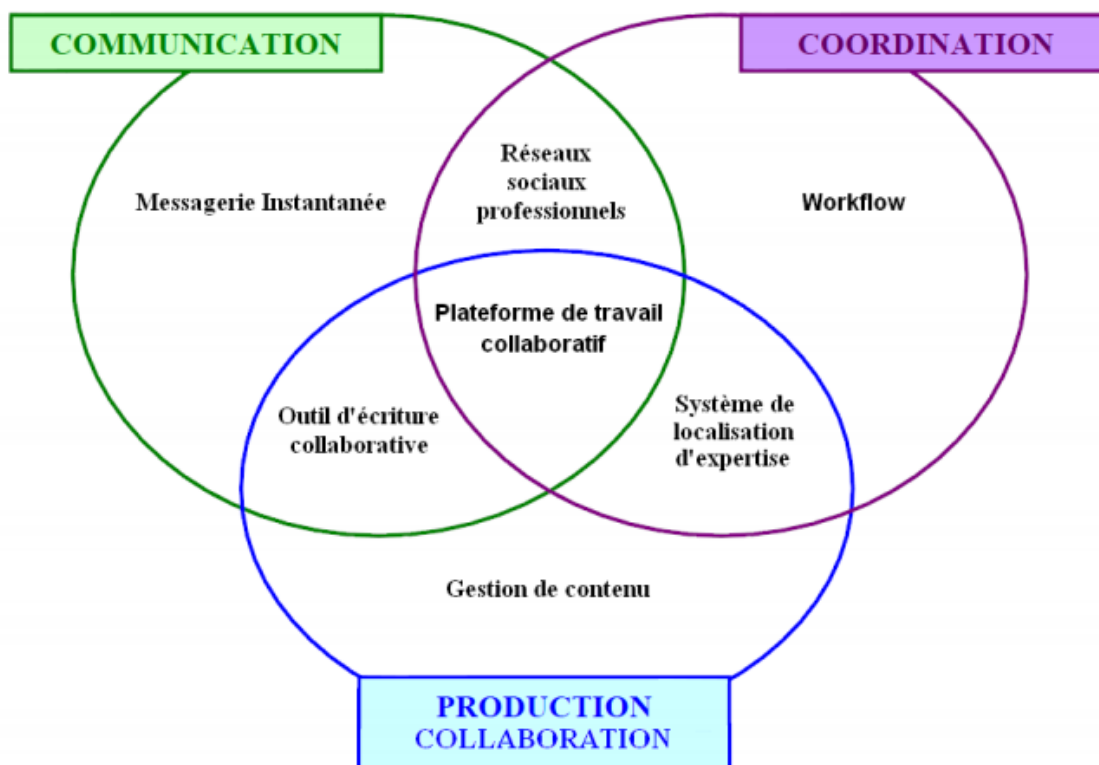 COMMUNICATION
COORDINATION
Réseaux
sociaux
professionnels
Messagerie Instantanée
Workflow
Plateforme de travail
collaboratif
Outil d'écriture
collaborative
Système de
localisation
d'expertise
Gestion de contenu
PRODUCTION
COLLABORATION